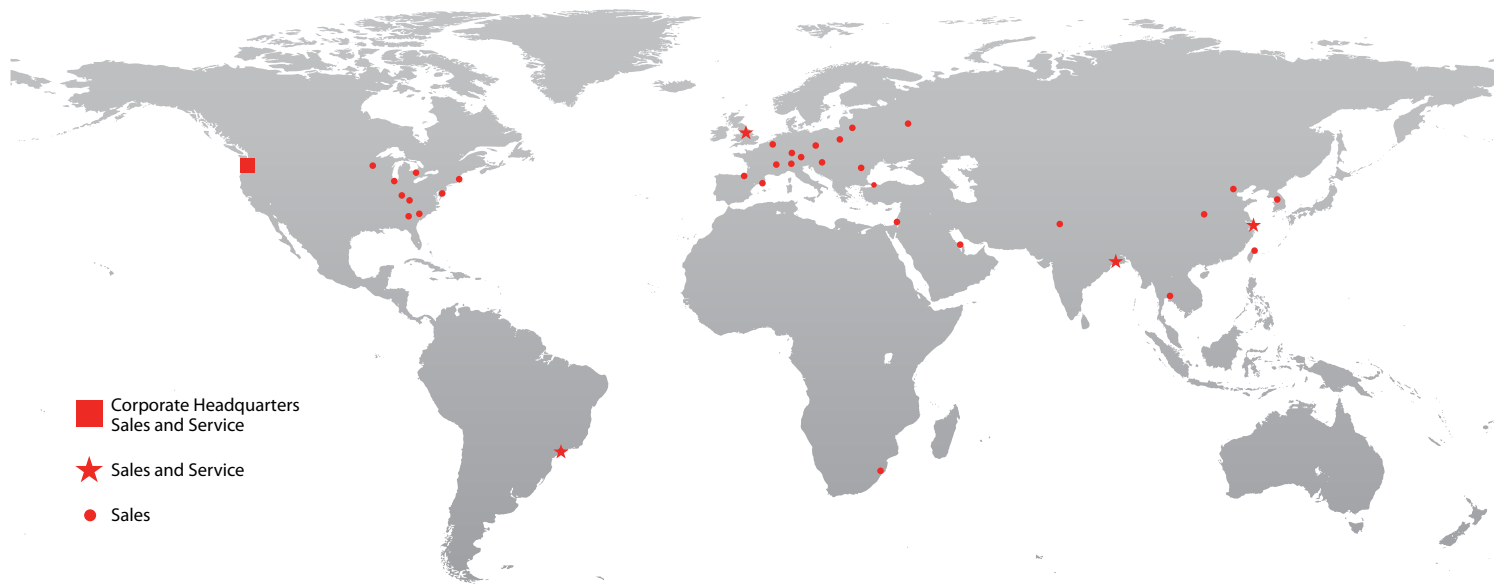 Corporate Headquarters
Sales and Service
Sales and Service
Sales